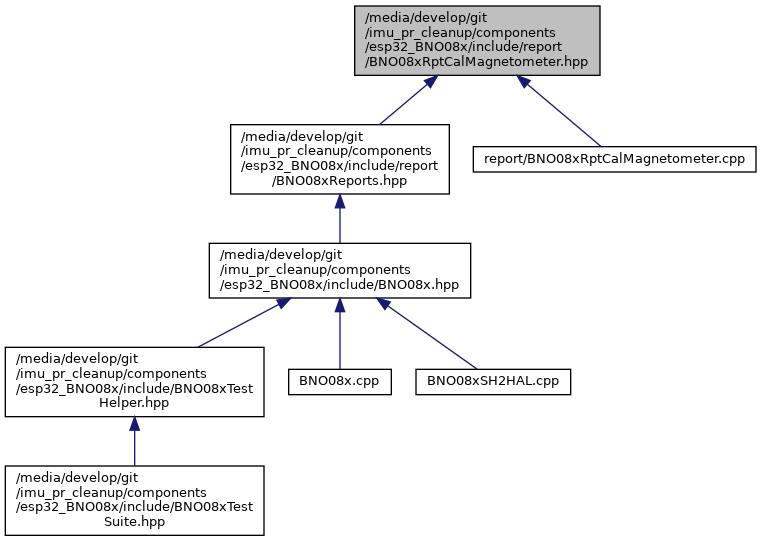 /media/develop/git
/imu_pr_cleanup/components
/esp32_BNO08x/include/report
/BNO08xRptCalMagnetometer.hpp
/media/develop/git
/imu_pr_cleanup/components
/esp32_BNO08x/include/report
/BNO08xReports.hpp
report/BNO08xRptCalMagnetometer.cpp
/media/develop/git
/imu_pr_cleanup/components
/esp32_BNO08x/include/BNO08x.hpp
/media/develop/git
/imu_pr_cleanup/components
/esp32_BNO08x/include/BNO08xTest
Helper.hpp
BNO08x.cpp
BNO08xSH2HAL.cpp
/media/develop/git
/imu_pr_cleanup/components
/esp32_BNO08x/include/BNO08xTest
Suite.hpp